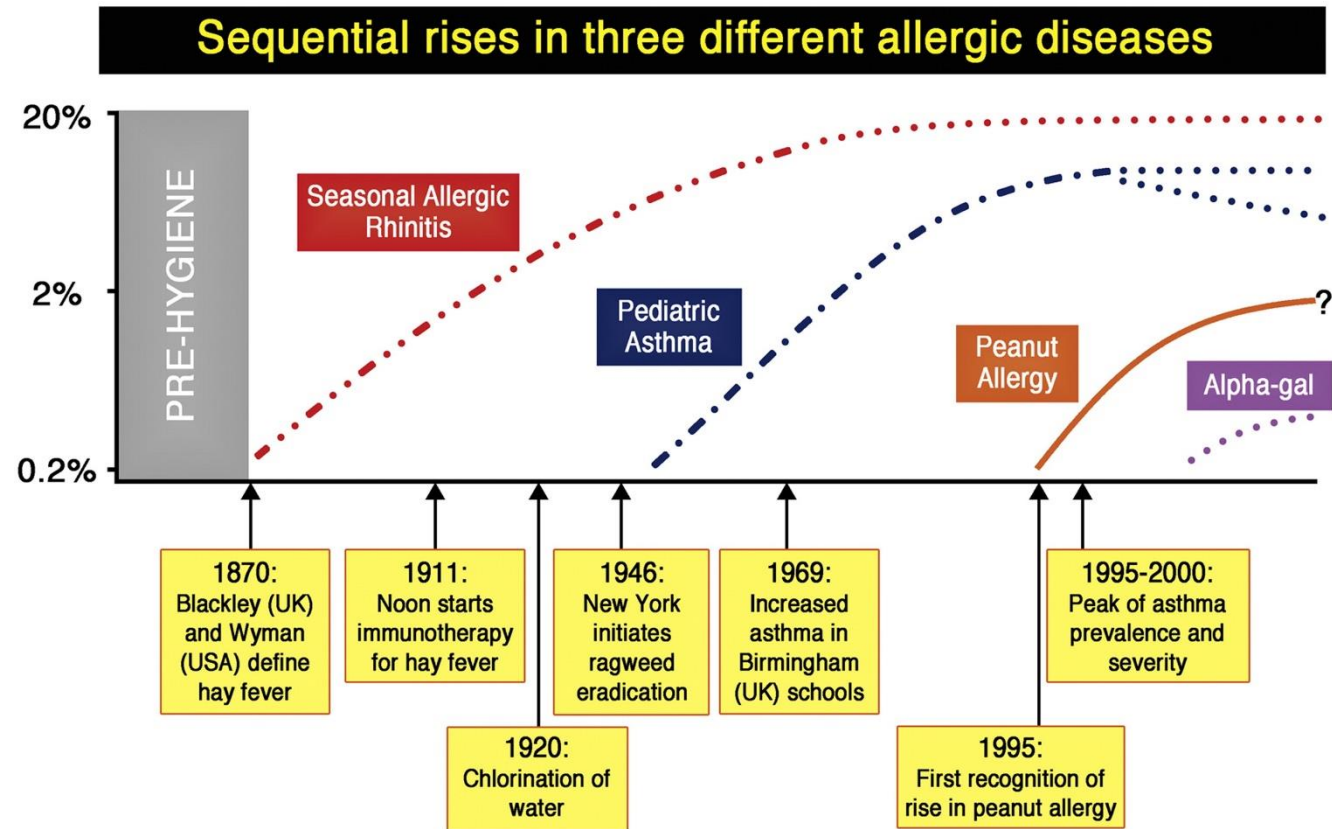 Sequential rises in three different allergic diseases
20%
2%
0.2%
PRE-HYGIENE
Seasonal Allergic
Rhinitis
Pediatric
Asthma
Peanut
Allergy
Alpha-gal
?
1870:
Blackley (UK)
and Wyman
(USA) define
hay fever
1911:
Noon starts
immunotherapy
for hay fever
1920:
Chlorination of
water
1946:
New York
initiates
ragweed
eradication
1969:
Increased
asthma in
Birmingham
(UK) schools
1995:
First recognition of
rise in peanut allergy
1995-2000:
Peak of asthma
prevalence and
severity